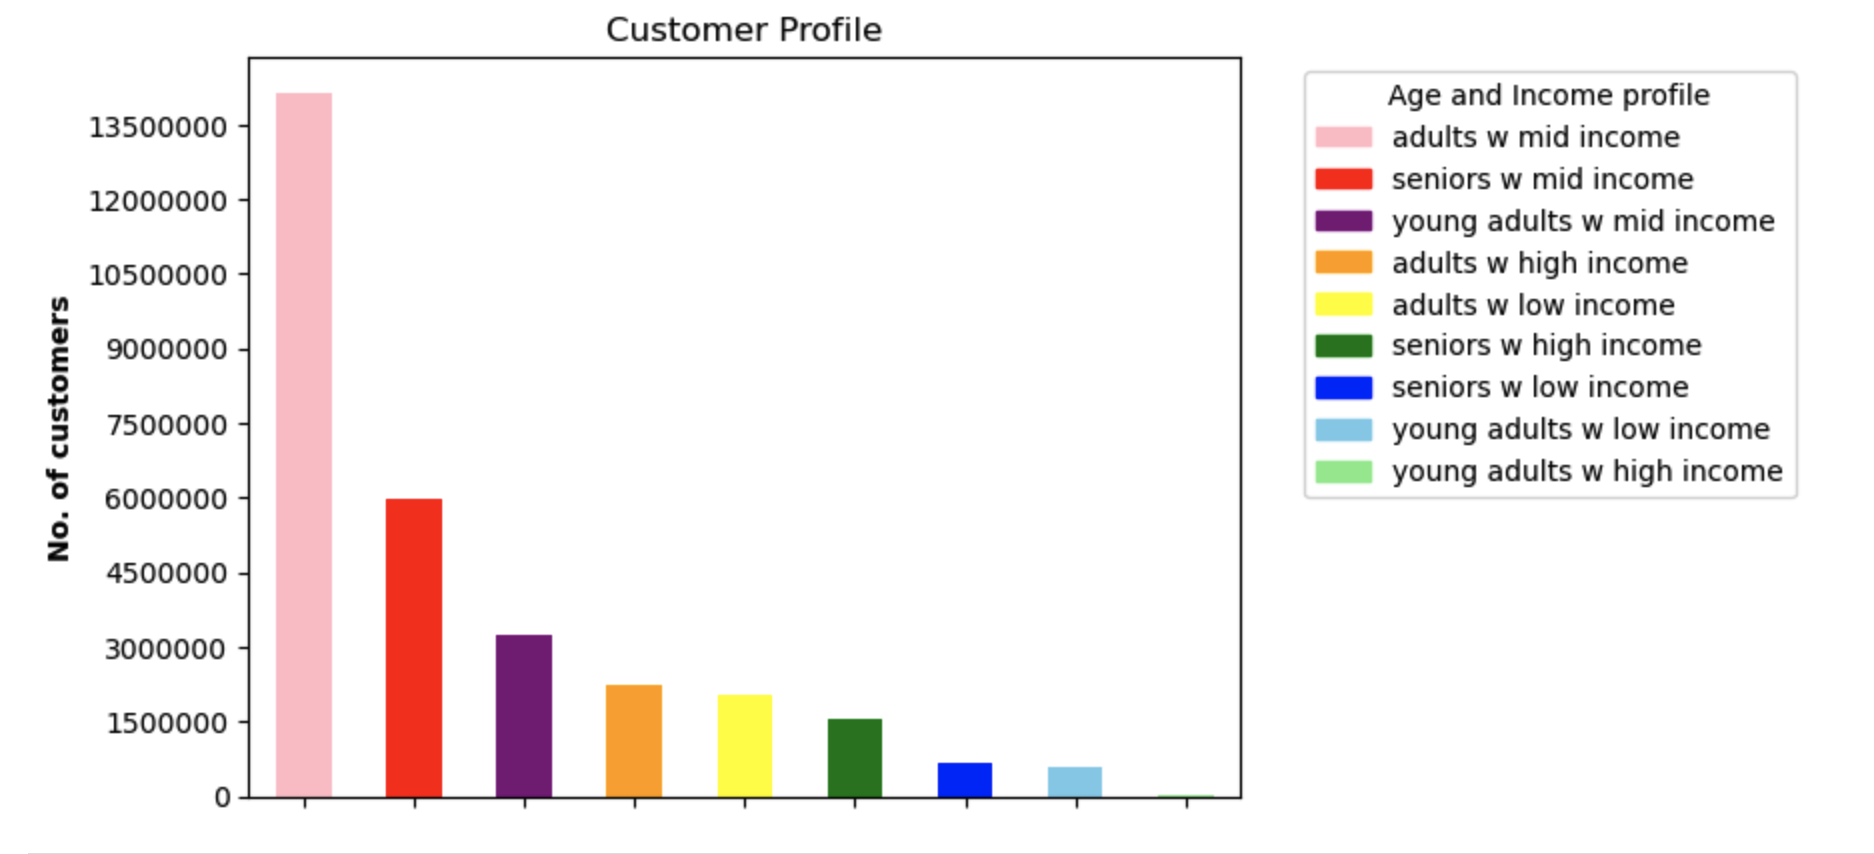 Customer Profile
13500000
12000000
10500000
9000000
7500000
6000000
4500000
3000000
1500000
0
No. of customers
Age and Income profile
adults w mid income
seniors w mid income
young adults w mid income
adults w high income
adults w low income
seniors w high income
seniors w low income
young adults w low income
young adults w high income